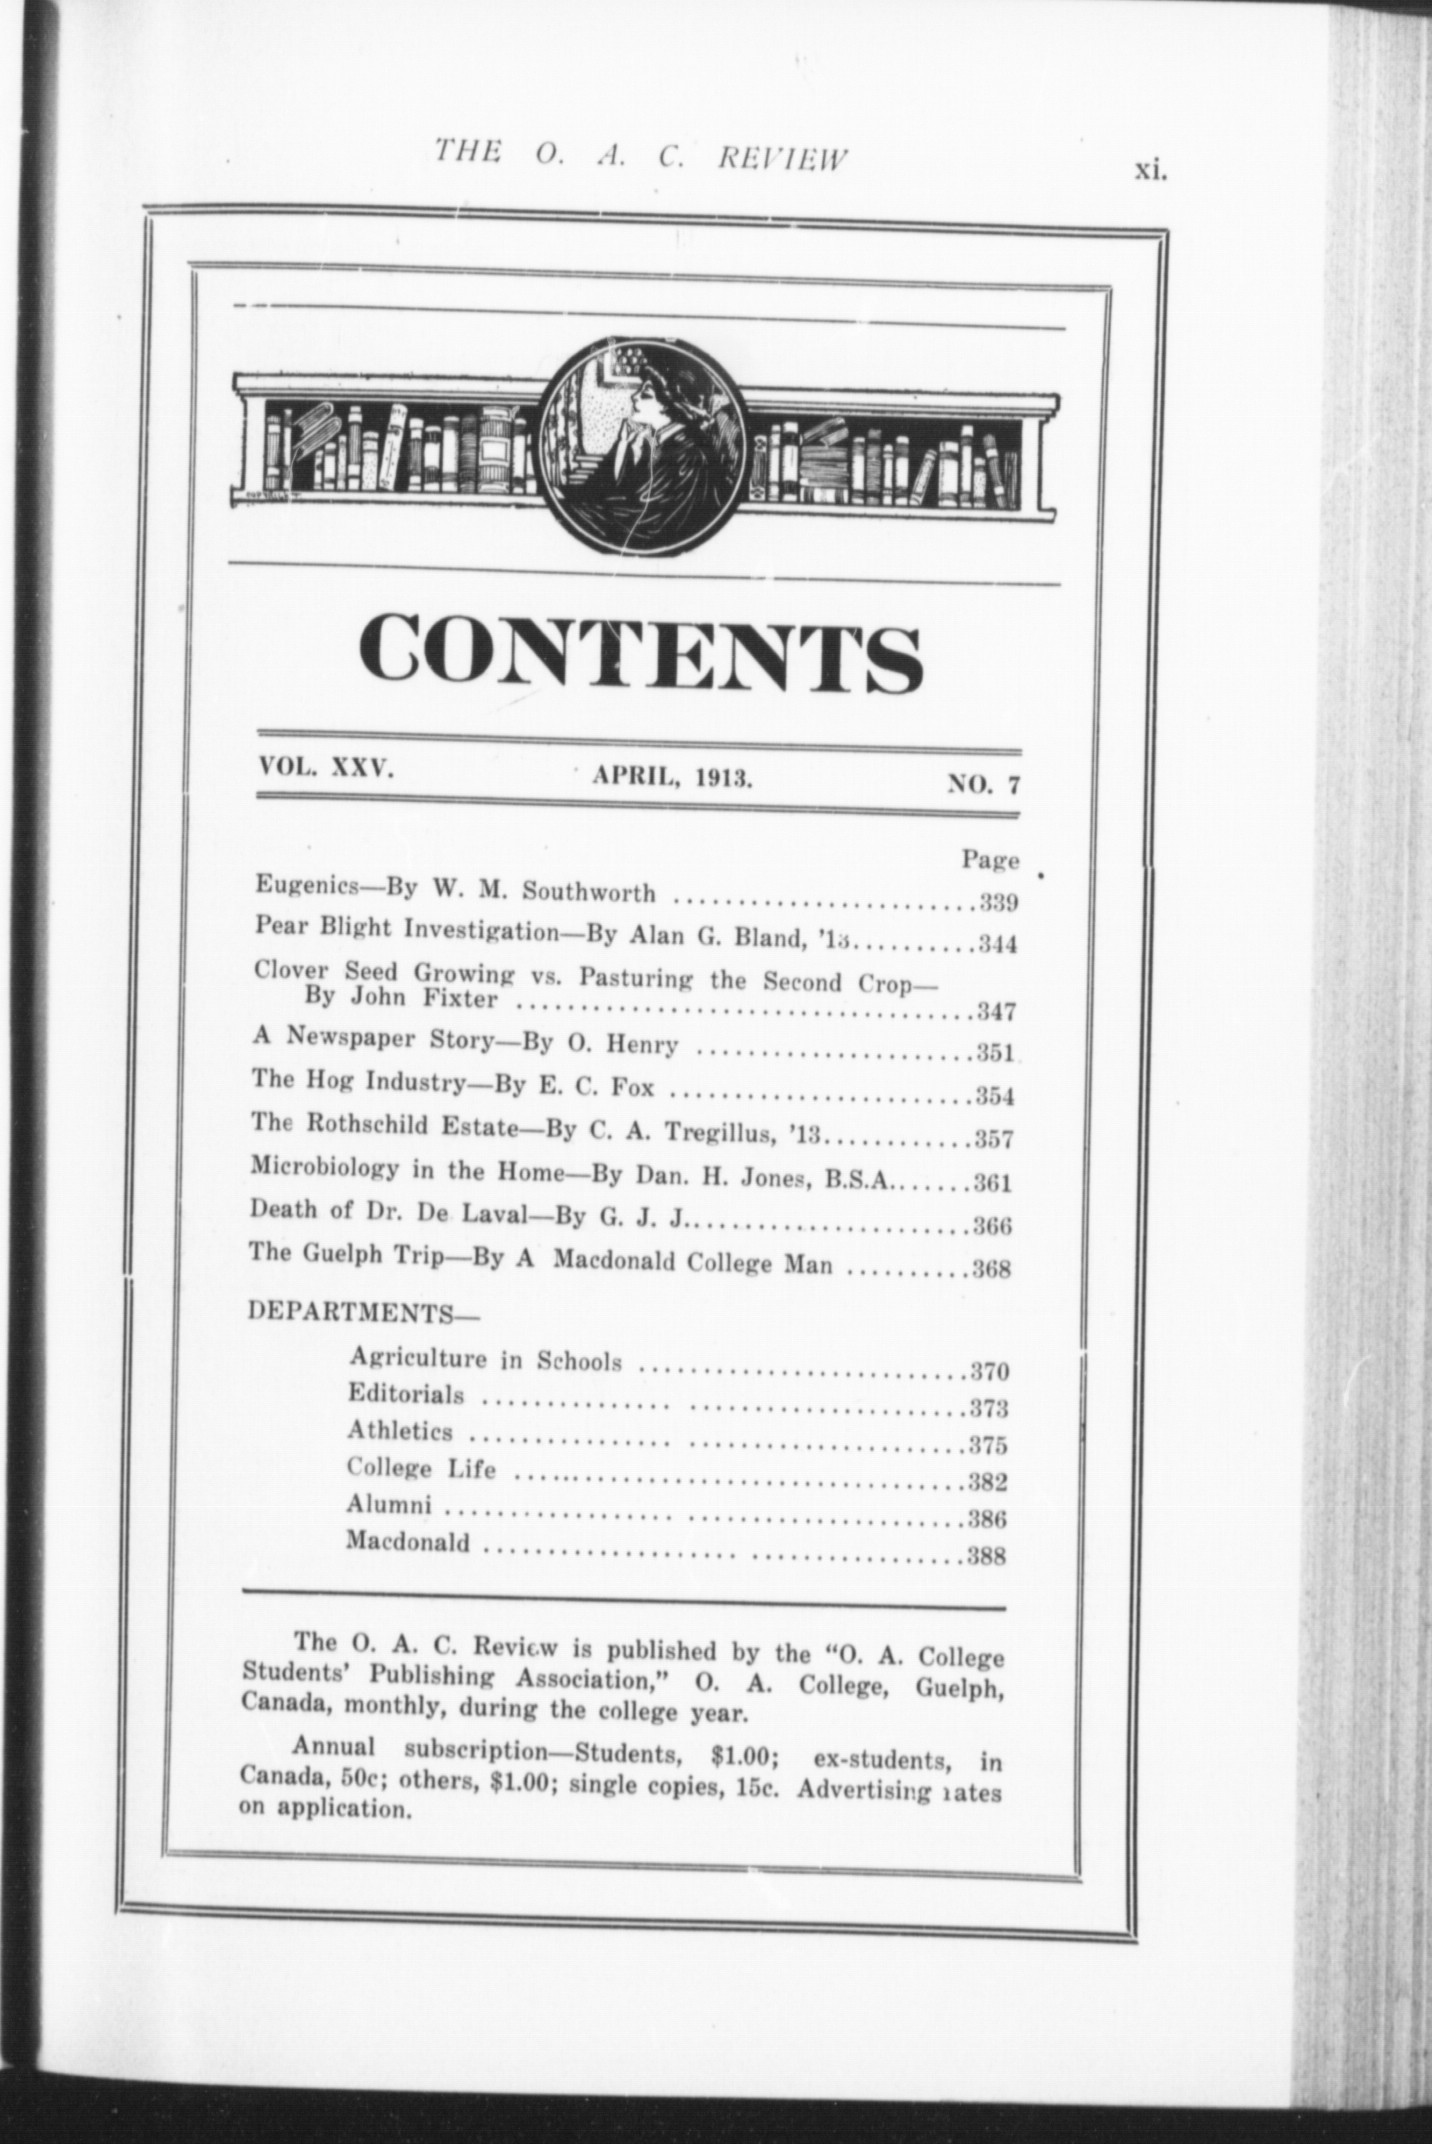 THE O. A. C. REVIEW
xi.
CONTENTS
VOL. XXV. APRIL, 1913. NO. 7
Page
Eugenics—By W. M. Southworth ........................339
Pear Blight Investigation—By Alan G. Bland, '13..........344
Clover Seed Growing vs. Pasturing the Second Crop—
By John Fixter ....................................347
A Newspaper Story—By O. Henry ......................351
The Hog Industry—By E. C. Fox ........................354
The Rothschild Estate—By C. A. Tregillus, '13............357
Microbiology in the Home—By Dan. H. Jones, B.S.A.......361
Death of Dr. De Laval—By G. J. J.......................366
The Guelph Trip—By A Macdonald College Man ..........368
DEPARTMENTS—
Agriculture in Schools ..........................370
Editorials ............... ......................373
Athletics ................ ......................375
College Life ....................................382
Alumni .................. ......................386
Macdonald .................... .................388
The O. A. C. Review is published by the “O. A. College
Students' Publishing Association,” O. A. College, Guelph,
Canada, monthly, during the college year.
Annual subscription—Students, $1.00; ex-students, in
Canada, 50c; others, $1.00; single copies, 15c. Advertising rates
on application.